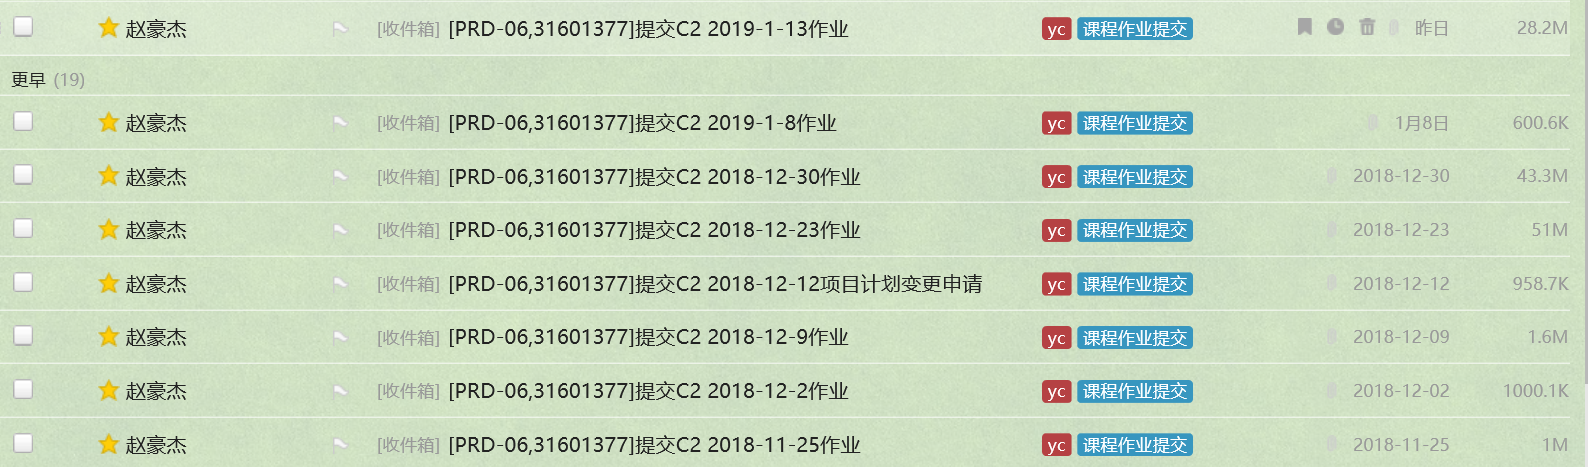 赵豪杰 [收件箱] [PRD-06,31601377]提交C2 2019-1-13作业 yc 课程作业提交 昨日 28.2M
更早 (19)
赵豪杰 [收件箱] [PRD-06,31601377]提交C2 2019-1-8作业 yc 课程作业提交 1月8日 600.6K
赵豪杰 [收件箱] [PRD-06,31601377]提交C2 2018-12-30作业 yc 课程作业提交 2018-12-30 43.3M
赵豪杰 [收件箱] [PRD-06,31601377]提交C2 2018-12-23作业 yc 课程作业提交 2018-12-23 51M
赵豪杰 [收件箱] [PRD-06,31601377]提交C2 2018-12-12项目计划变更申请 yc 课程作业提交 2018-12-12 958.7K
赵豪杰 [收件箱] [PRD-06,31601377]提交C2 2018-12-9作业 yc 课程作业提交 2018-12-09 1.6M
赵豪杰 [收件箱] [PRD-06,31601377]提交C2 2018-12-2作业 yc 课程作业提交 2018-12-02 1000.1K
赵豪杰 [收件箱] [PRD-06,31601377]提交C2 2018-11-25作业 yc 课程作业提交 2018-11-25 1M